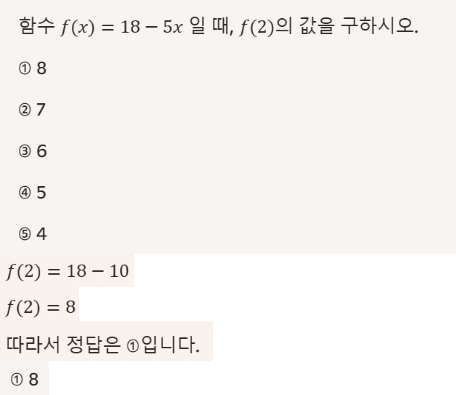 함수 f(x) = 18 − 5x 일 때, f(2)의 값을 구하시오.
① 8
② 7
③ 6
④ 5
⑤ 4
f(2) = 18 − 10
f(2) = 8
따라서 정답은 ①입니다.
① 8